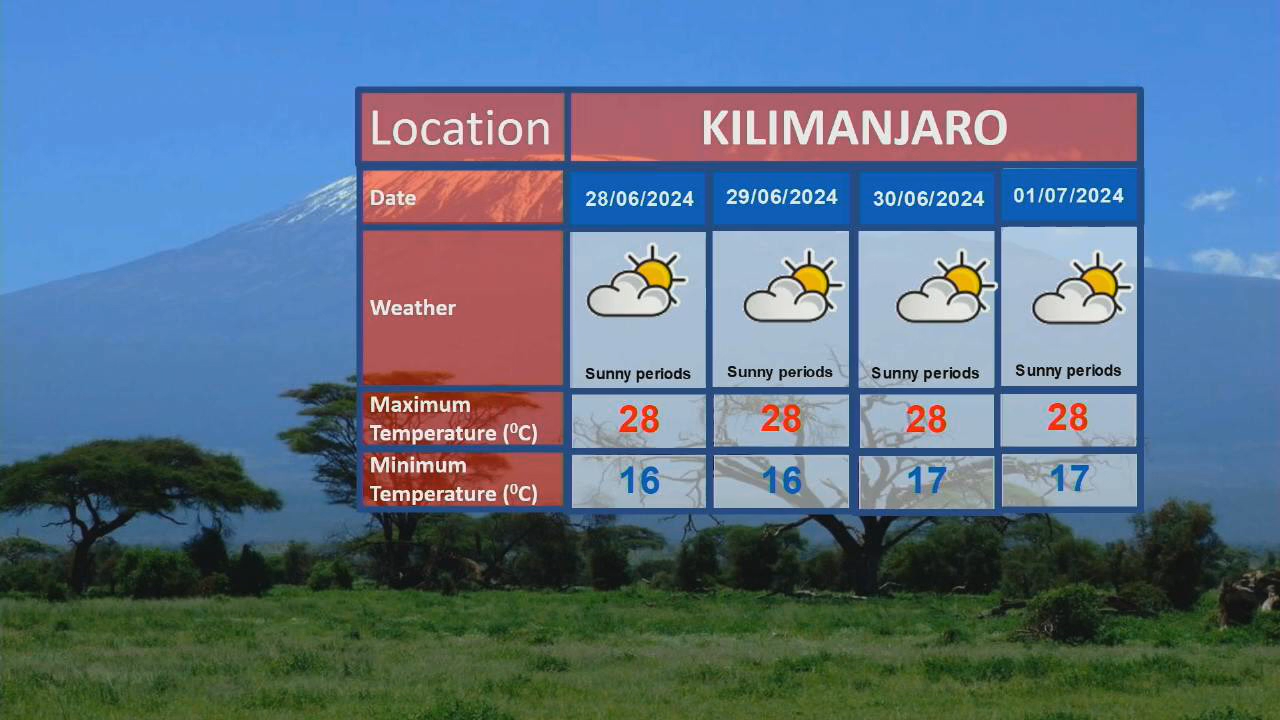 Location KILIMANJARO
Date 28/06/2024 29/06/2024 30/06/2024 01/07/2024
Weather
Sunny periods Sunny periods Sunny periods Sunny periods
Maximum
Temperature (⁰C) 28 28 28 28
Minimum
Temperature (⁰C) 16 16 17 17